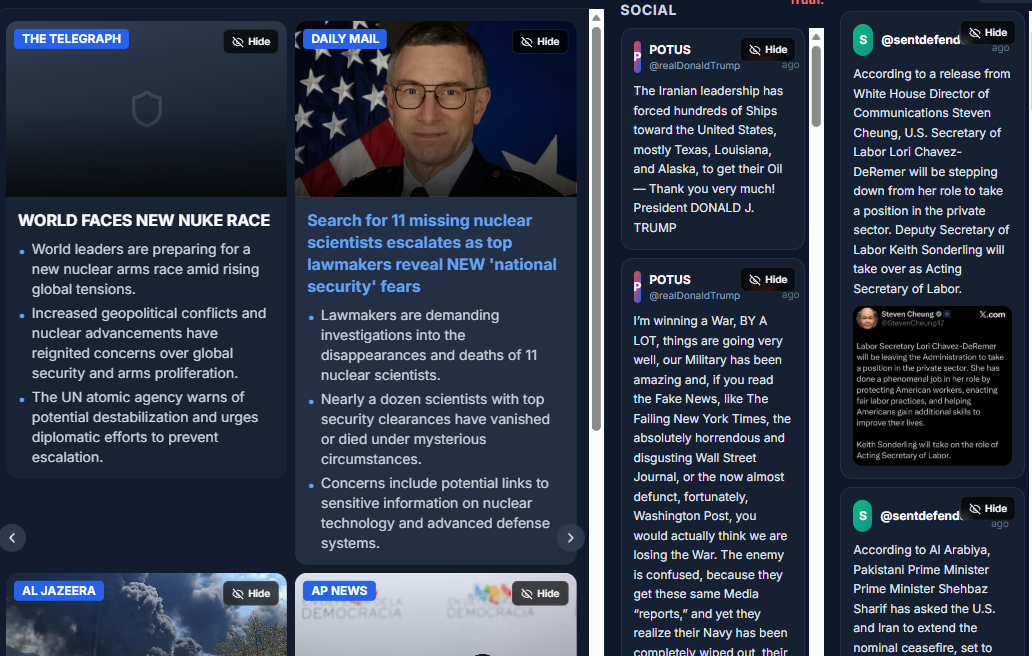 Truth.
SOCIAL
THE TELEGRAPH
Hide
WORLD FACES NEW NUKE RACE
World leaders are preparing for a
new nuclear arms race amid rising
global tensions.
Increased geopolitical conflicts and
nuclear advancements have
reignited concerns over global
security and arms proliferation.
The UN atomic agency warns of
potential destabilization and urges
diplomatic efforts to prevent
escalation.
DAILY MAIL
Hide
Search for 11 missing nuclear
scientists escalates as top
lawmakers reveal NEW 'national
security' fears
Lawmakers are demanding
investigations into the
disappearances and deaths of 11
nuclear scientists.
Nearly a dozen scientists with top
security clearances have vanished
or died under mysterious
circumstances.
Concerns include potential links to
sensitive information on nuclear
technology and advanced defense
systems.
AL JAZEERA
Hide
AP NEWS
Hide
DEMOCRACIA
DEMOCRACIA
P
POTUS
Hide
@realDonaldTrump
ago
The Iranian leadership has
forced hundreds of Ships
toward the United States,
mostly Texas, Louisiana,
and Alaska, to get their Oil
— Thank you very much!
President DONALD J.
TRUMP
P
POTUS
Hide
@realDonaldTrump
ago
I'm winning a War, BY A
LOT, things are going very
well, our Military has been
amazing and, if you read
the Fake News, like The
Failing New York Times, the
absolutely horrendous and
disgusting Wall Street
Journal, or the now almost
defunct, fortunately,
Washington Post, you
would actually think we are
losing the War. The enemy
is confused, because they
get these same Media
“reports,” and yet they
realize their Navy has been
completely wiped out, their
S
@sentdefend
Hide
ago
According to a release from
White House Director of
Communications Steven
Cheung, U.S. Secretary of
Labor Lori Chavez-
DeRemer will be stepping
down from her role to take
a position in the private
sector. Deputy Secretary of
Labor Keith Sonderling will
take over as Acting
Secretary of Labor.
Steven Cheung
X.com
@StevenCheung47
Labor Secretary Lori Chavez-DeRemer
will be leaving the Administration to take
a position in the private sector. She has
done a phenomenal job in her role by
protecting American workers, enacting
fair labor practices, and helping
Americans gain additional skills to
improve their lives.
Keith Sonderling will take on the role of
Acting Secretary of Labor.
S
@sentdefend
Hide
ago
According to Al Arabiya,
Pakistani Prime Minister
Prime Minister Shehbaz
Sharif has asked the U.S.
and Iran to extend the
nominal ceasefire, set to